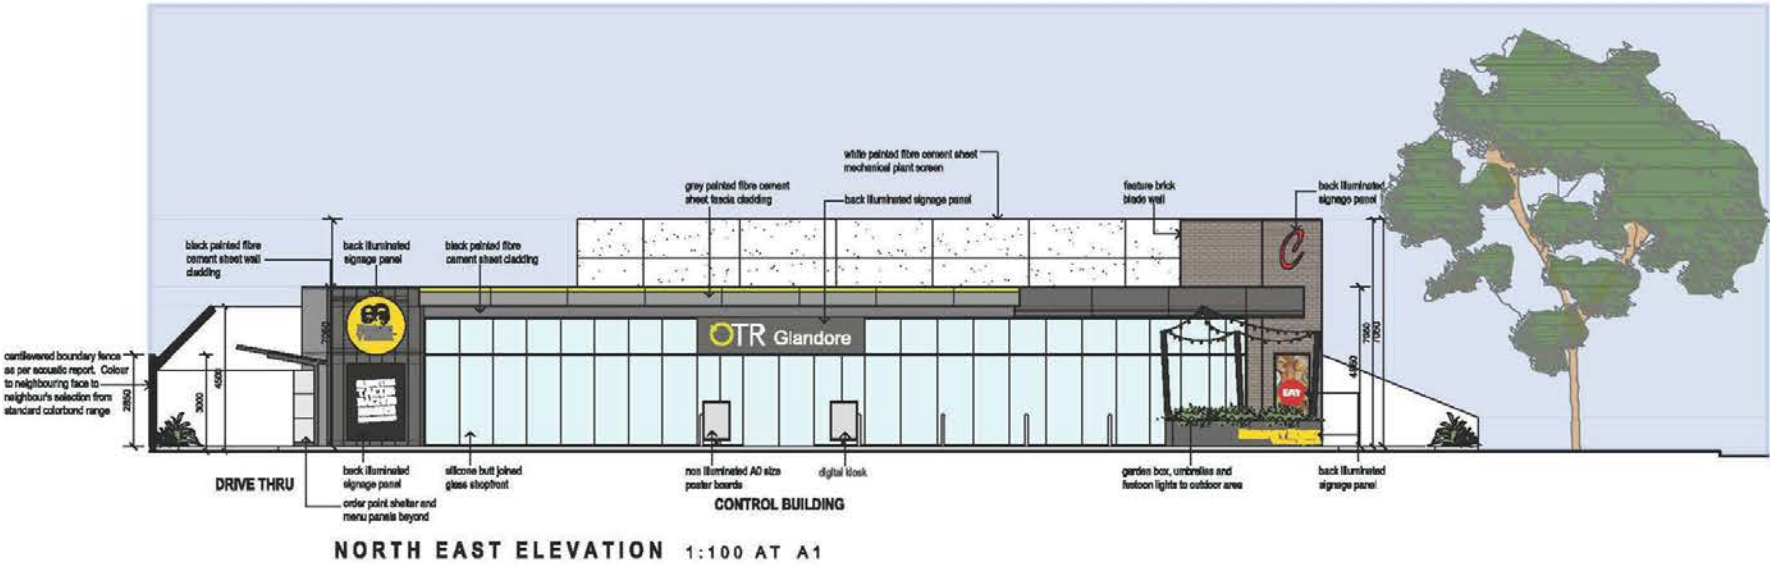 white painted fibre cement sheet
mechanical plant screen
grey painted fibre cement
sheet fascia cladding
back illuminated signage panel
feature brick
blade wall
back illuminated
signage panel
black painted fibre
cement sheet wall
cladding
back illuminated
signage panel
black painted fibre
cement sheet cladding
C
OTR Glandore
7050
7050
7050
4850
4500
3000
2850
cantilevered boundary fence
as per acoustic report. Colour
to neighbouring face to
neighbour's selection from
standard colorbond range
EAT
DRIVE THRU
back illuminated
signage panel
order point shelter and
menu panels beyond
silicone butt joined
glass shopfront
non illuminated A0 size
poster boards
digital kiosk
CONTROL BUILDING
garden box, umbrellas and
festoon lights to outdoor area
back illuminated
signage panel
NORTH EAST ELEVATION 1:100 AT A1